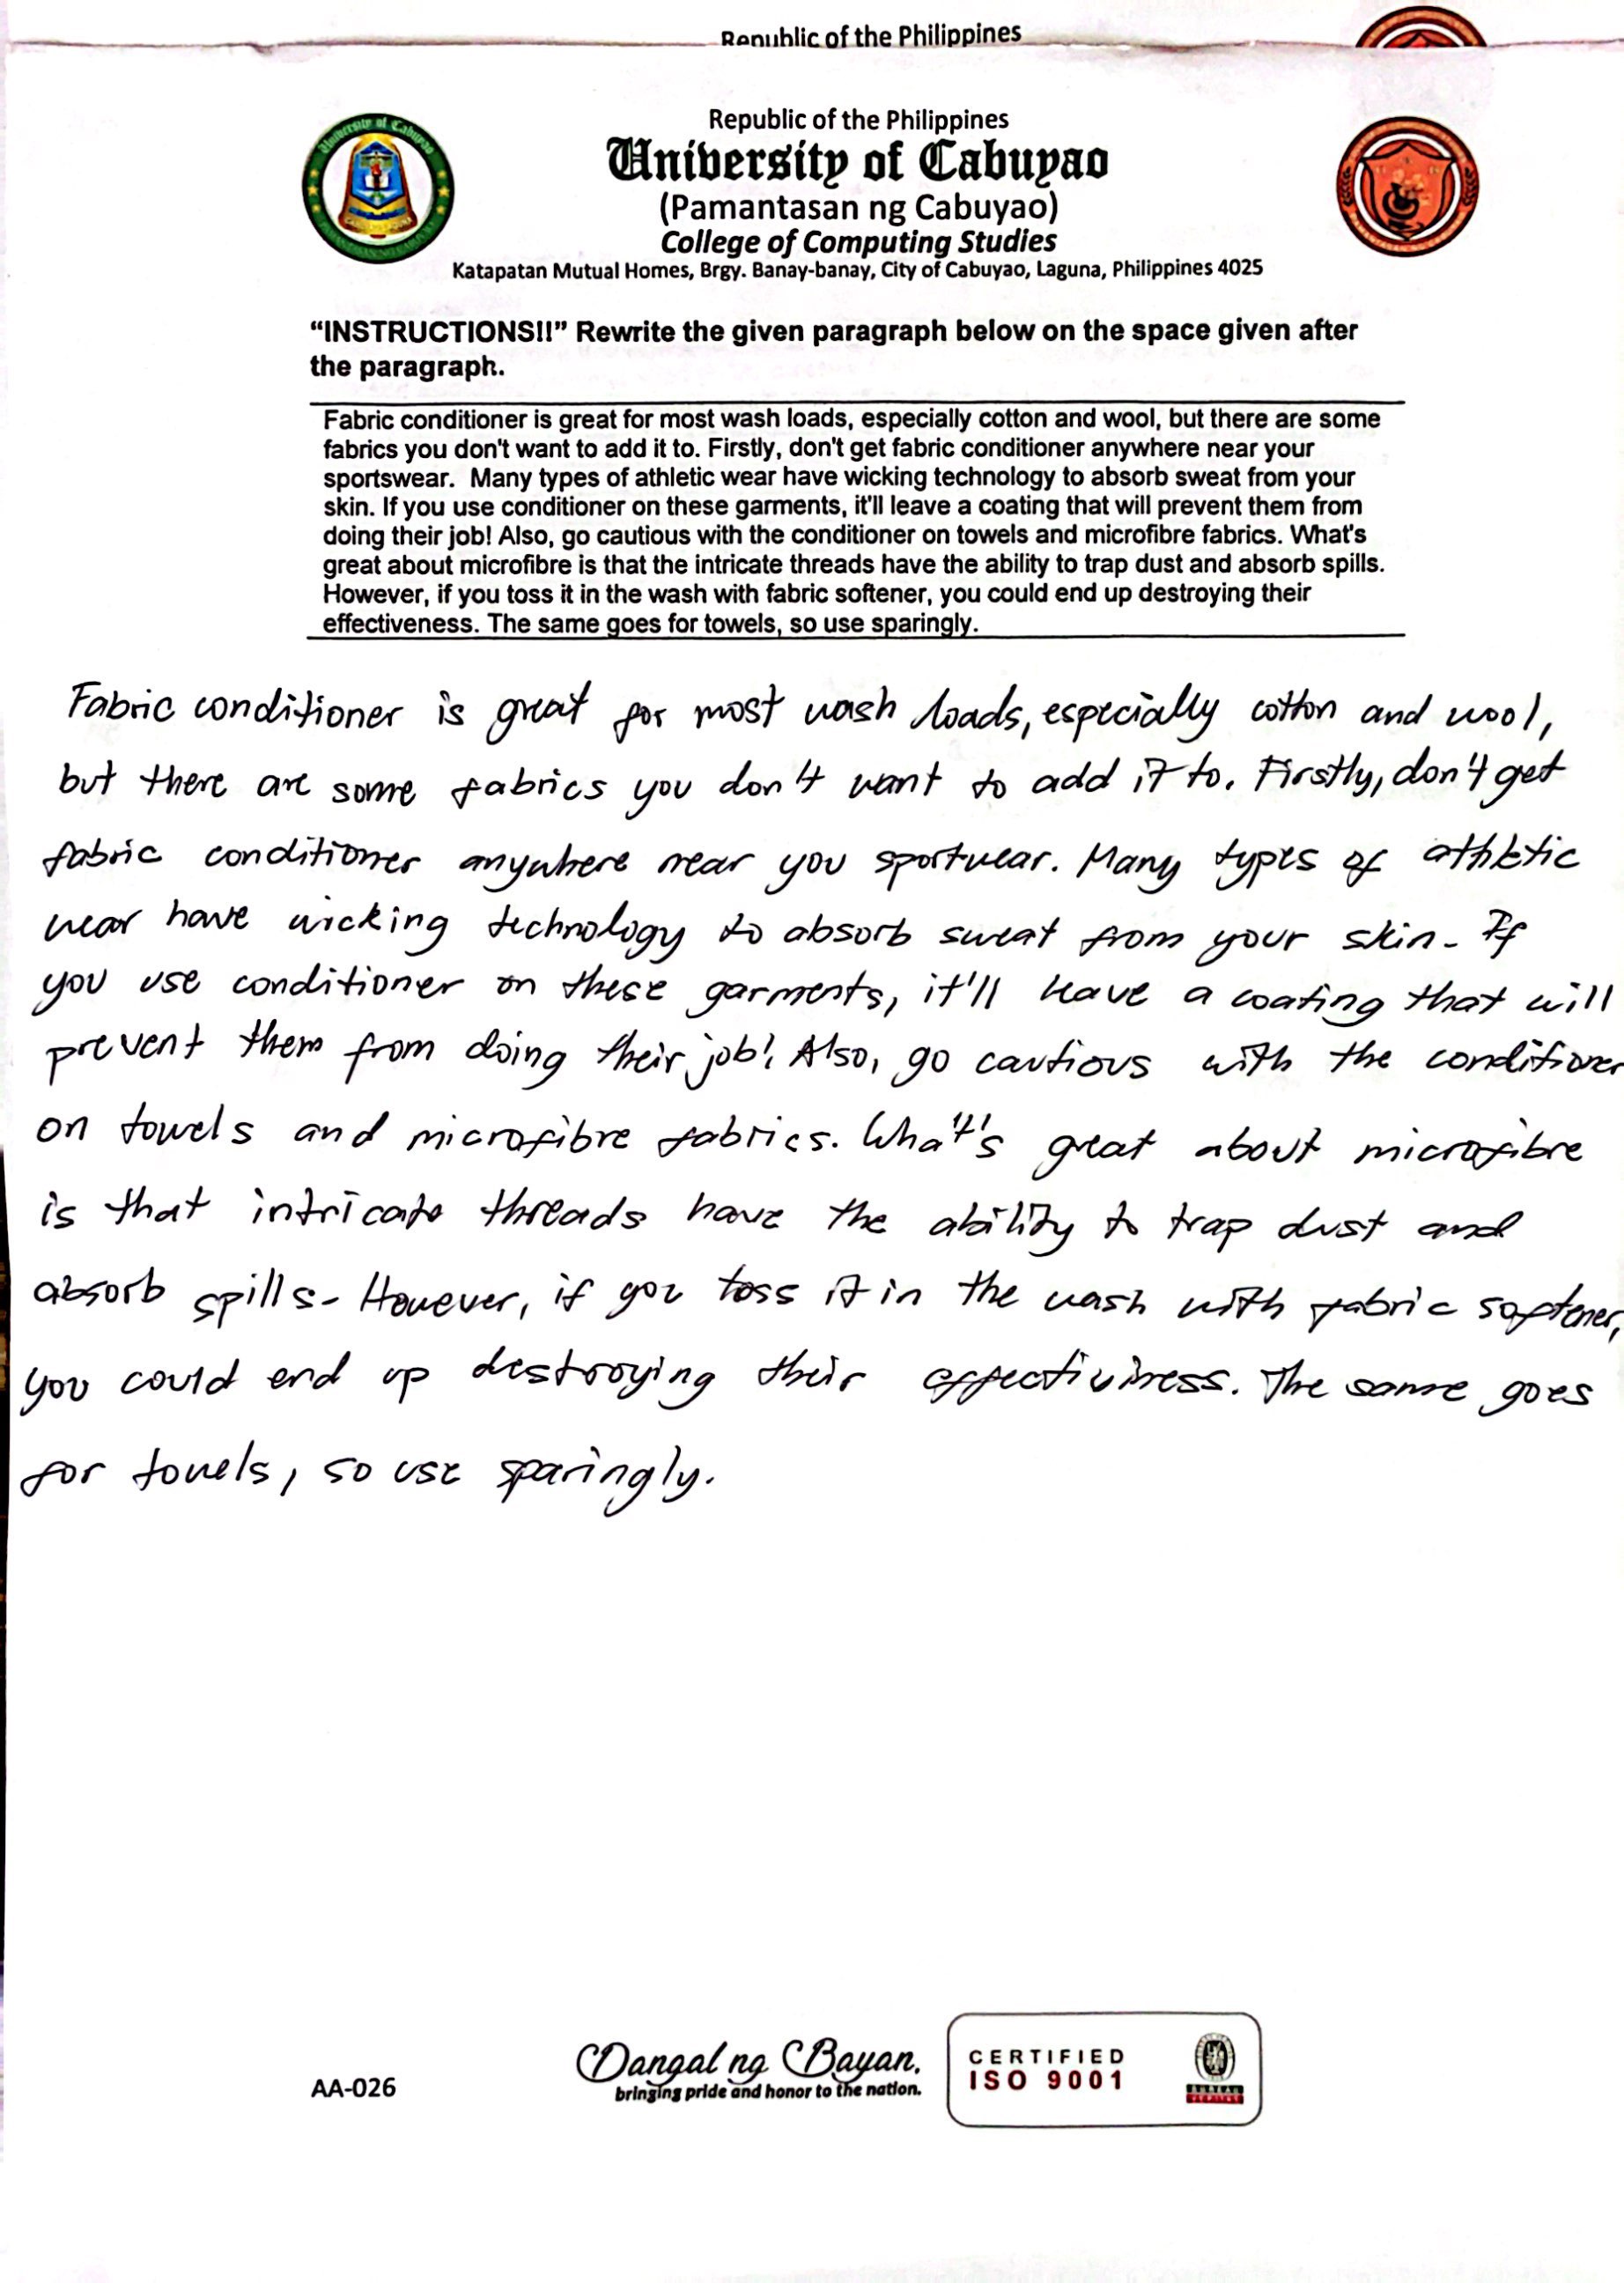 Republic of the Philippines
Republic of the Philippines
University of Cabuyao
(Pamantasan ng Cabuyao)
College of Computing Studies
Katapatan Mutual Homes, Brgy. Banay-banay, City of Cabuyao, Laguna, Philippines 4025
“INSTRUCTIONS!!” Rewrite the given paragraph below on the space given after
the paragraph.
Fabric conditioner is great for most wash loads, especially cotton and wool, but there are some
fabrics you don't want to add it to. Firstly, don't get fabric conditioner anywhere near your
sportswear. Many types of athletic wear have wicking technology to absorb sweat from your
skin. If you use conditioner on these garments, it'll leave a coating that will prevent them from
doing their job! Also, go cautious with the conditioner on towels and microfibre fabrics. What's
great about microfibre is that the intricate threads have the ability to trap dust and absorb spills.
However, if you toss it in the wash with fabric softener, you could end up destroying their
effectiveness. The same goes for towels, so use sparingly.
Fabric conditioner is great for most wash loads, especially cotton and wool,
but there are some fabrics you don't want to add it to. Firstly, don't get
fabric conditioner anywhere near you sportwear. Many types of athletic
wear have wicking technology to absorb sweat from your skin. If
you use conditioner on these garments, it'll leave a coating that will
prevent them from doing their job! Also, go cautious with the conditioner
on towels and microfibre fabrics. What's great about microfibre
is that intricate threads have the ability to trap dust and
absorb spills. However, if you toss it in the wash with fabric softener,
you could end up destroying their effectiviness. The same goes
for towels, so use sparingly.
AA-026
Dangal ng Bayan.
bringing pride and honor to the nation.
CERTIFIED
ISO 9001
BUREAU
VERITAS